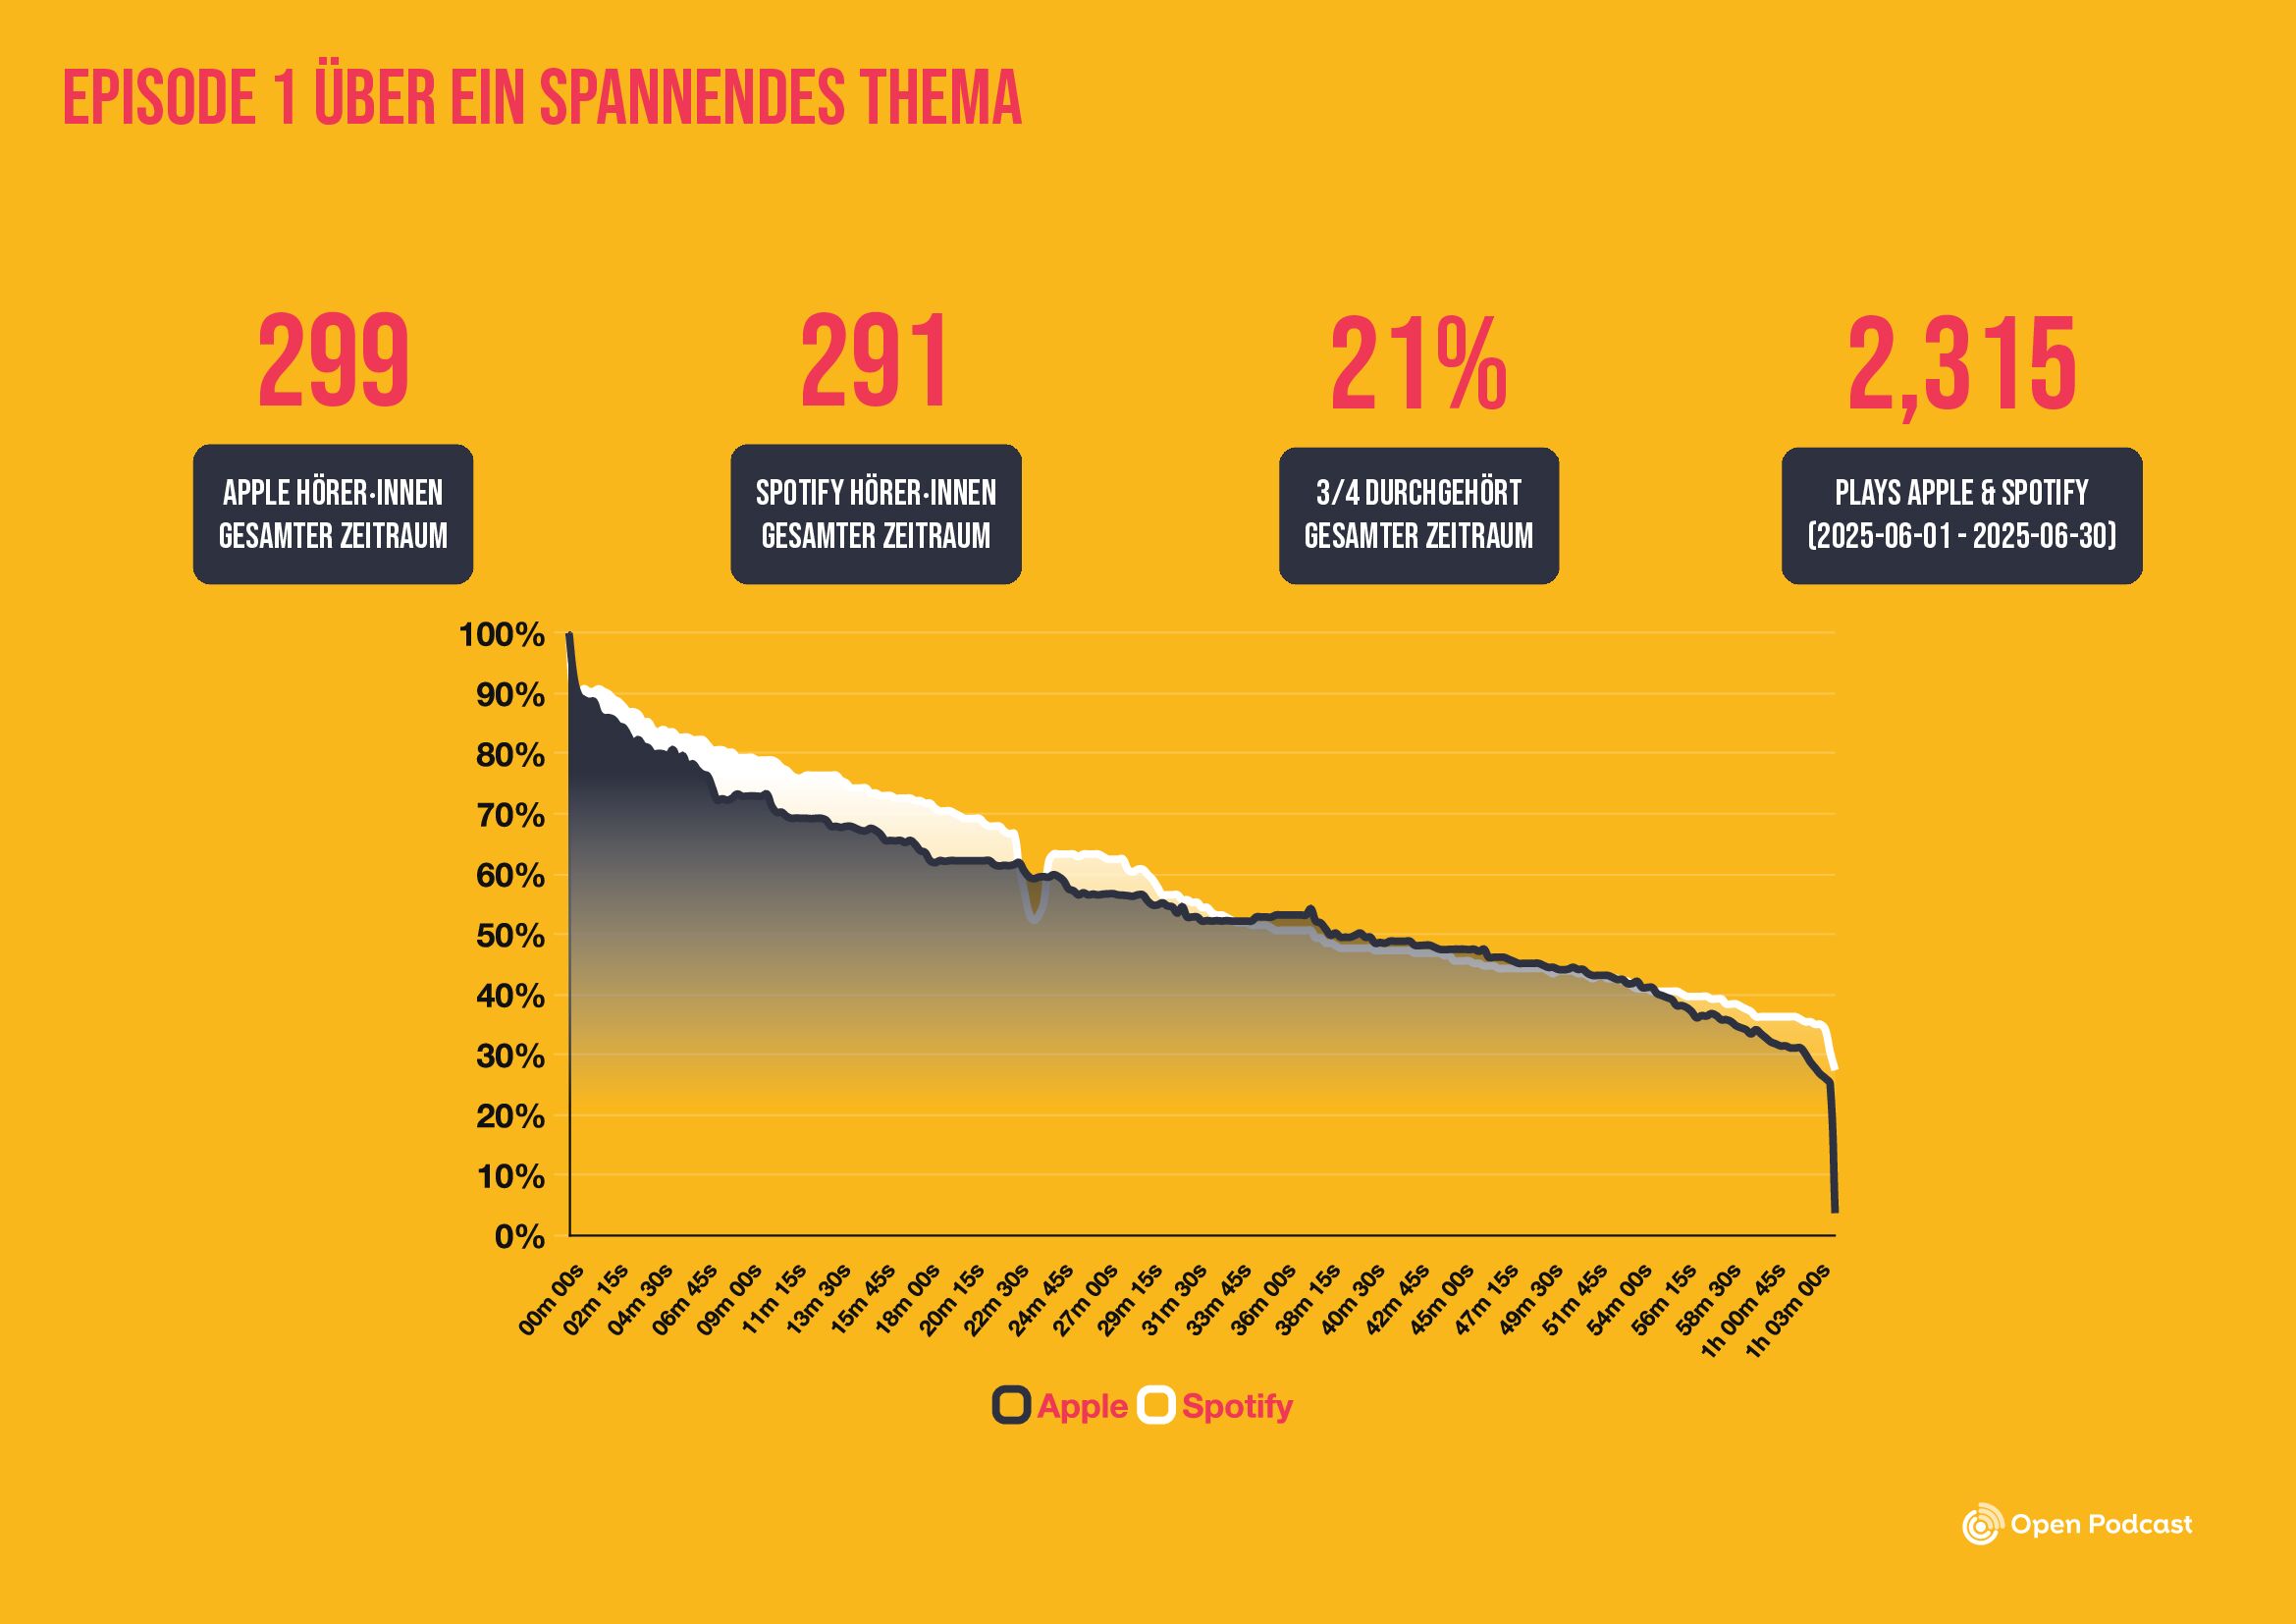 EPISODE 1 ÜBER EIN SPANNENDES THEMA
299
APPLE HÖRER·INNEN
GESAMTER ZEITRAUM
291
SPOTIFY HÖRER·INNEN
GESAMTER ZEITRAUM
21%
3/4 DURCHGEHÖRT
GESAMTER ZEITRAUM
2,315
PLAYS APPLE & SPOTIFY
(2025-06-01 - 2025-06-30)
100%
90%
80%
70%
60%
50%
40%
30%
20%
10%
0%
00m 00s
02m 15s
04m 30s
06m 45s
09m 00s
11m 15s
13m 30s
15m 45s
18m 00s
20m 15s
22m 30s
24m 45s
27m 00s
29m 15s
31m 30s
33m 45s
36m 00s
38m 15s
40m 30s
42m 45s
45m 00s
47m 15s
49m 30s
51m 45s
54m 00s
56m 15s
58m 30s
1h 00m 45s
1h 03m 00s
Apple
Spotify
Open Podcast